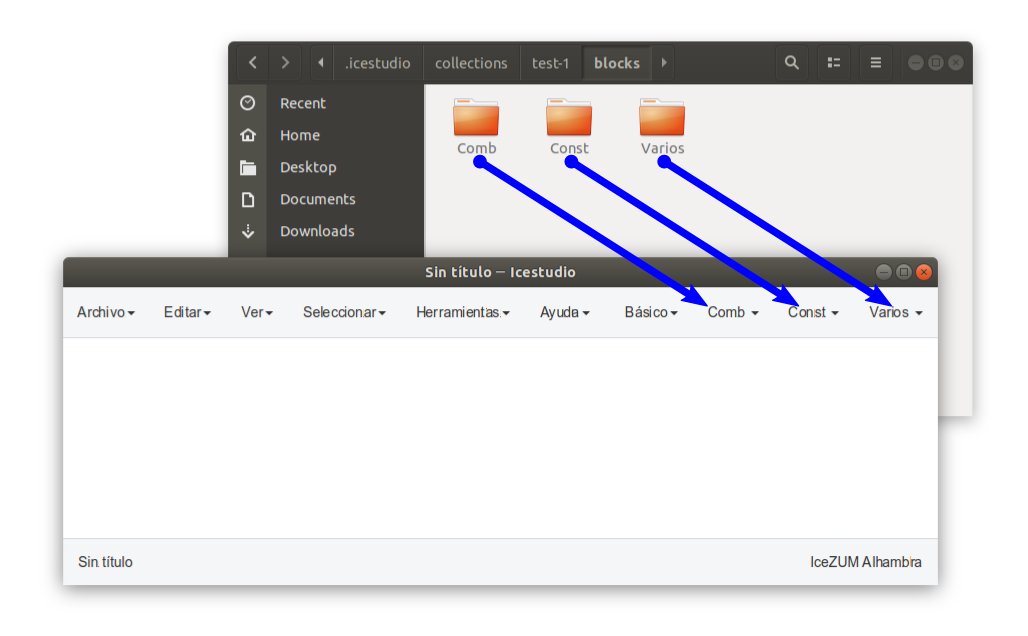 .icestudio collections test-1 blocks
Recent
Home
Desktop
Documents
Downloads
Comb Const Varios
Sin título – Icestudio
Archivo Editar Ver Seleccionar Herramientas Ayuda Básico Comb Const Varios
Sin título IceZUM Alhambra